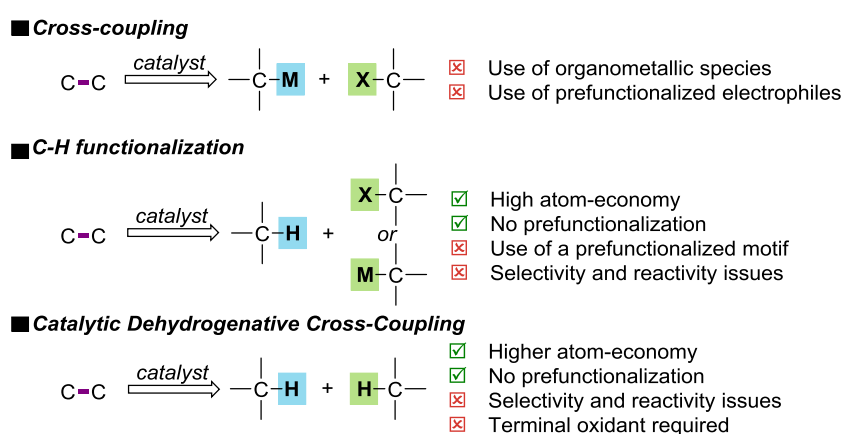 Cross-coupling
C-C catalyst C-M + X-C
Use of organometallic species
Use of prefunctionalized electrophiles
C-H functionalization
X-C
C-C catalyst C-H + or
M-C
High atom-economy
No prefunctionalization
Use of a prefunctionalized motif
Selectivity and reactivity issues
Catalytic Dehydrogenative Cross-Coupling
C-C catalyst C-H + H-C
Higher atom-economy
No prefunctionalization
Selectivity and reactivity issues
Terminal oxidant required